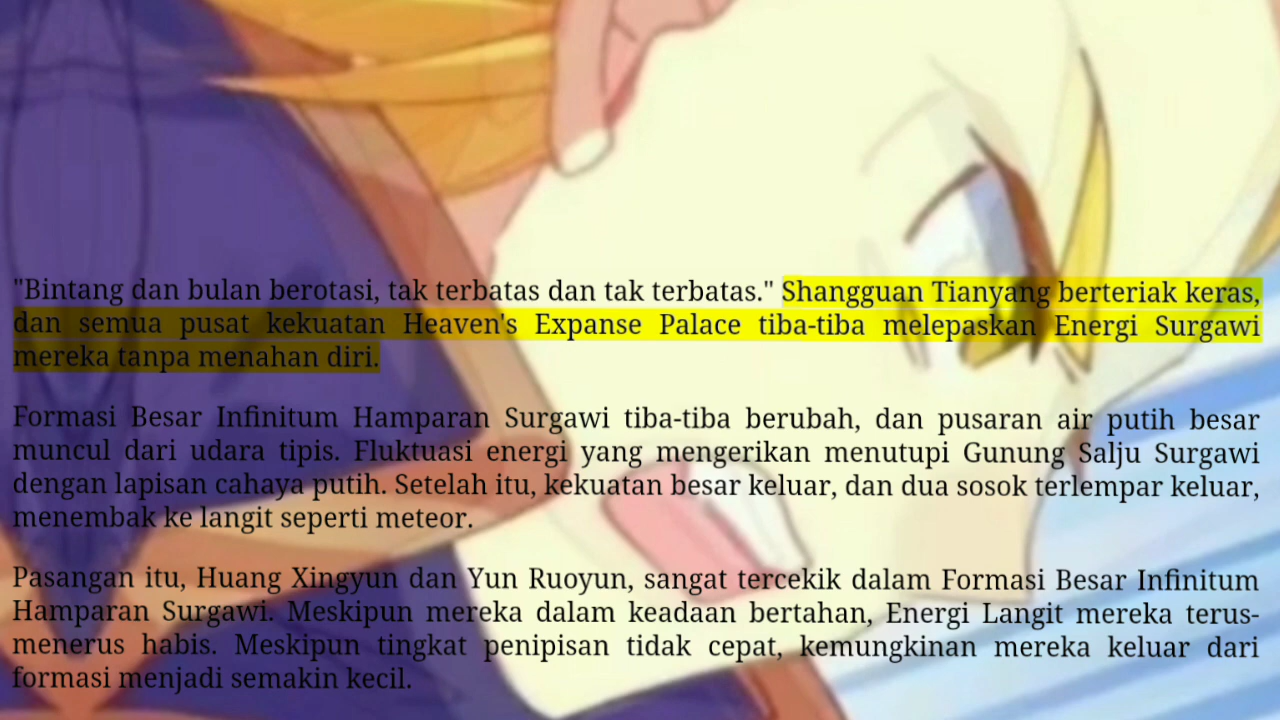 "Bintang dan bulan berotasi, tak terbatas dan tak terbatas." Shangguan Tianyang berteriak keras,
dan semua pusat kekuatan Heaven's Expanse Palace tiba-tiba melepaskan Energi Surgawi
mereka tanpa menahan diri.
Formasi Besar Infinitum Hamparan Surgawi tiba-tiba berubah, dan pusaran air putih besar
muncul dari udara tipis. Fluktuasi energi yang mengerikan menutupi Gunung Salju Surgawi
dengan lapisan cahaya putih. Setelah itu, kekuatan besar keluar, dan dua sosok terlempar keluar,
menembak ke langit seperti meteor.
Pasangan itu, Huang Xingyun dan Yun Ruoyun, sangat tercekik dalam Formasi Besar Infinitum
Hamparan Surgawi. Meskipun mereka dalam keadaan bertahan, Energi Langit mereka terus-
menerus habis. Meskipun tingkat penipisan tidak cepat, kemungkinan mereka keluar dari
formasi menjadi semakin kecil.